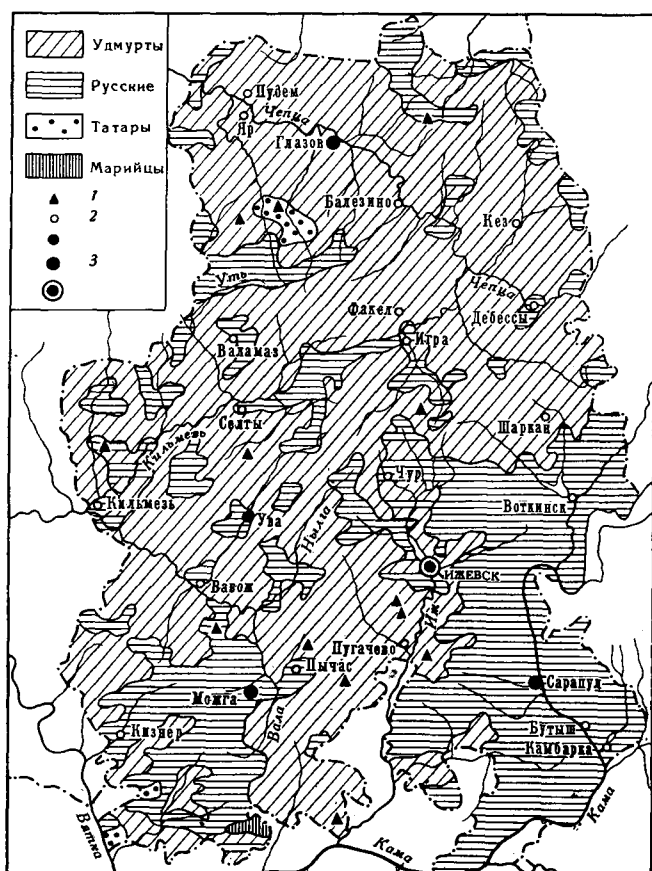 Удмурты
Русские
Татары
Марийцы
1
2
3
Пудем
Чепца
Яр
Глазов
Балезино
Кез
Уть
Чепца
Дебессы
Факел
Игра
Валамаз
Селты
Шаркан
Кильмезь
Чур
Кильмезь
Ува
Нылга
Воткинск
Вавож
ИЖЕВСК
Иж
Пугачево
Пычас
Можга
Сарапул
Вала
Кизнер
Бутыш
Камбарка
Вятка
Кама
Кама